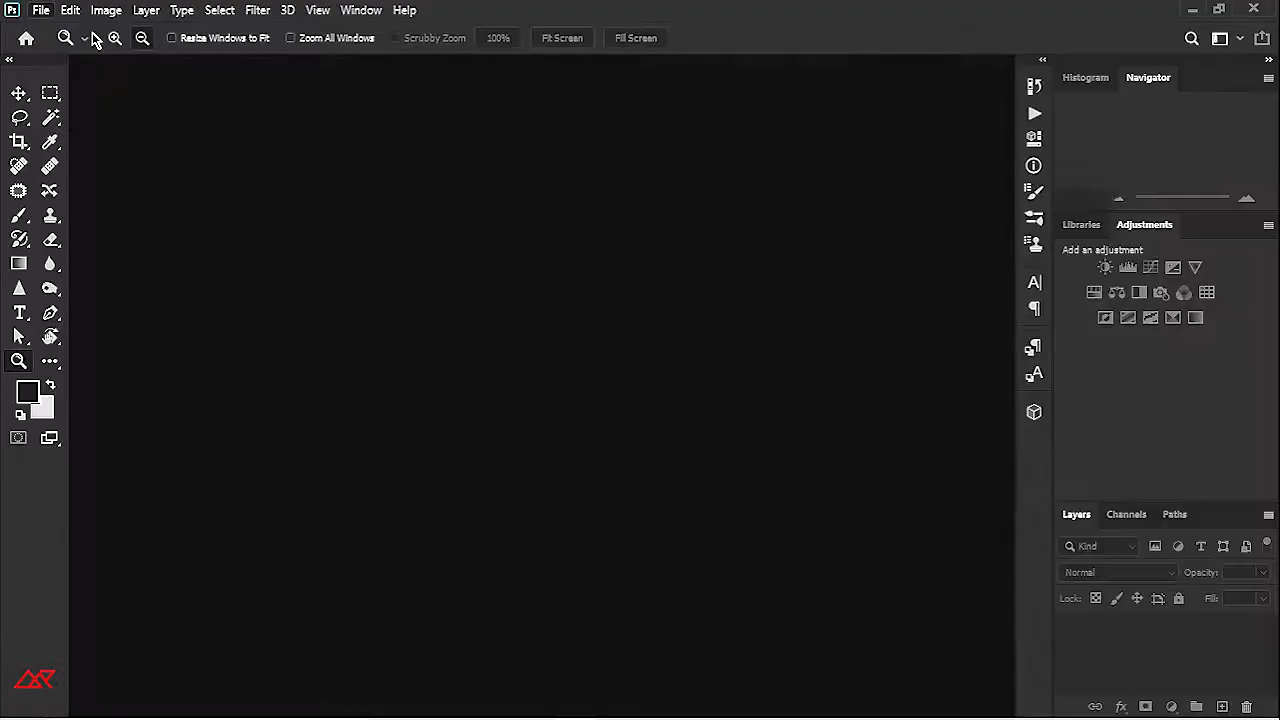 Ps File Edit Image Layer Type Select Filter 3D View Window Help
Resize Windows to Fit Zoom All Windows Scrubby Zoom 100% Fit Screen Fill Screen
Histogram Navigator
Libraries Adjustments
Add an adjustment
Layers Channels Paths
Kind
Normal Opacity:
Lock: Fill: